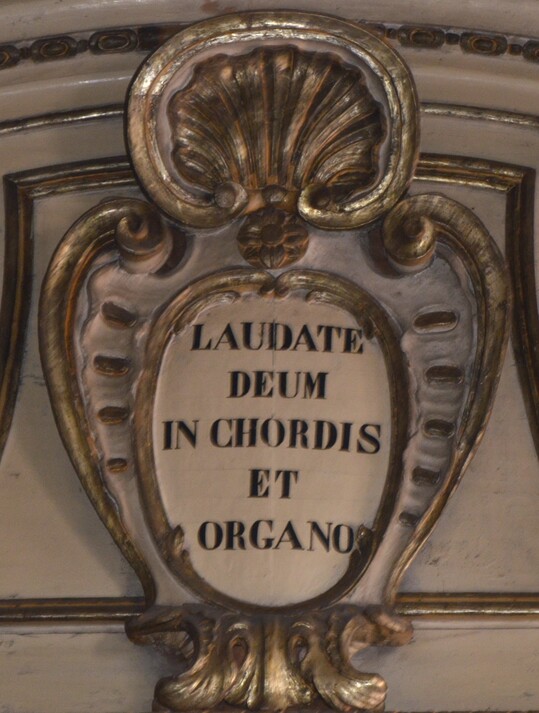 LAUDATE
DEUM
IN CHORDIS
ET
ORGANO